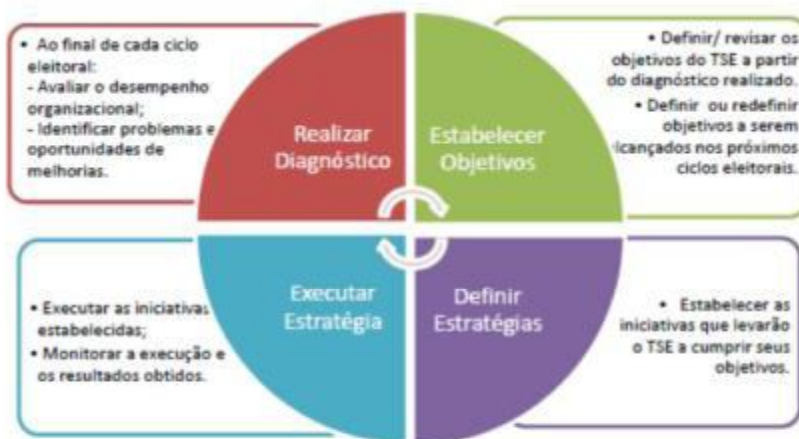 • Ao final de cada ciclo
eleitoral:
- Avaliar o desempenho
organizacional;
- Identificar problemas e
oportunidades de
melhorias.
Realizar
Diagnóstico
Estabelecer
Objetivos
• Definir/ revisar os
objetivos do TSE a partir
do diagnóstico realizado.
• Definir ou redefinir
objetivos a serem
lcançados nos próximos
ciclos eleitorais.
• Executar as iniciativas
estabelecidas;
• Monitorar a execução e
os resultados obtidos.
Executar
Estratégia
Definir
Estratégias
• Estabelecer as
iniciativas que levarão
o TSE a cumprir seus
objetivos.